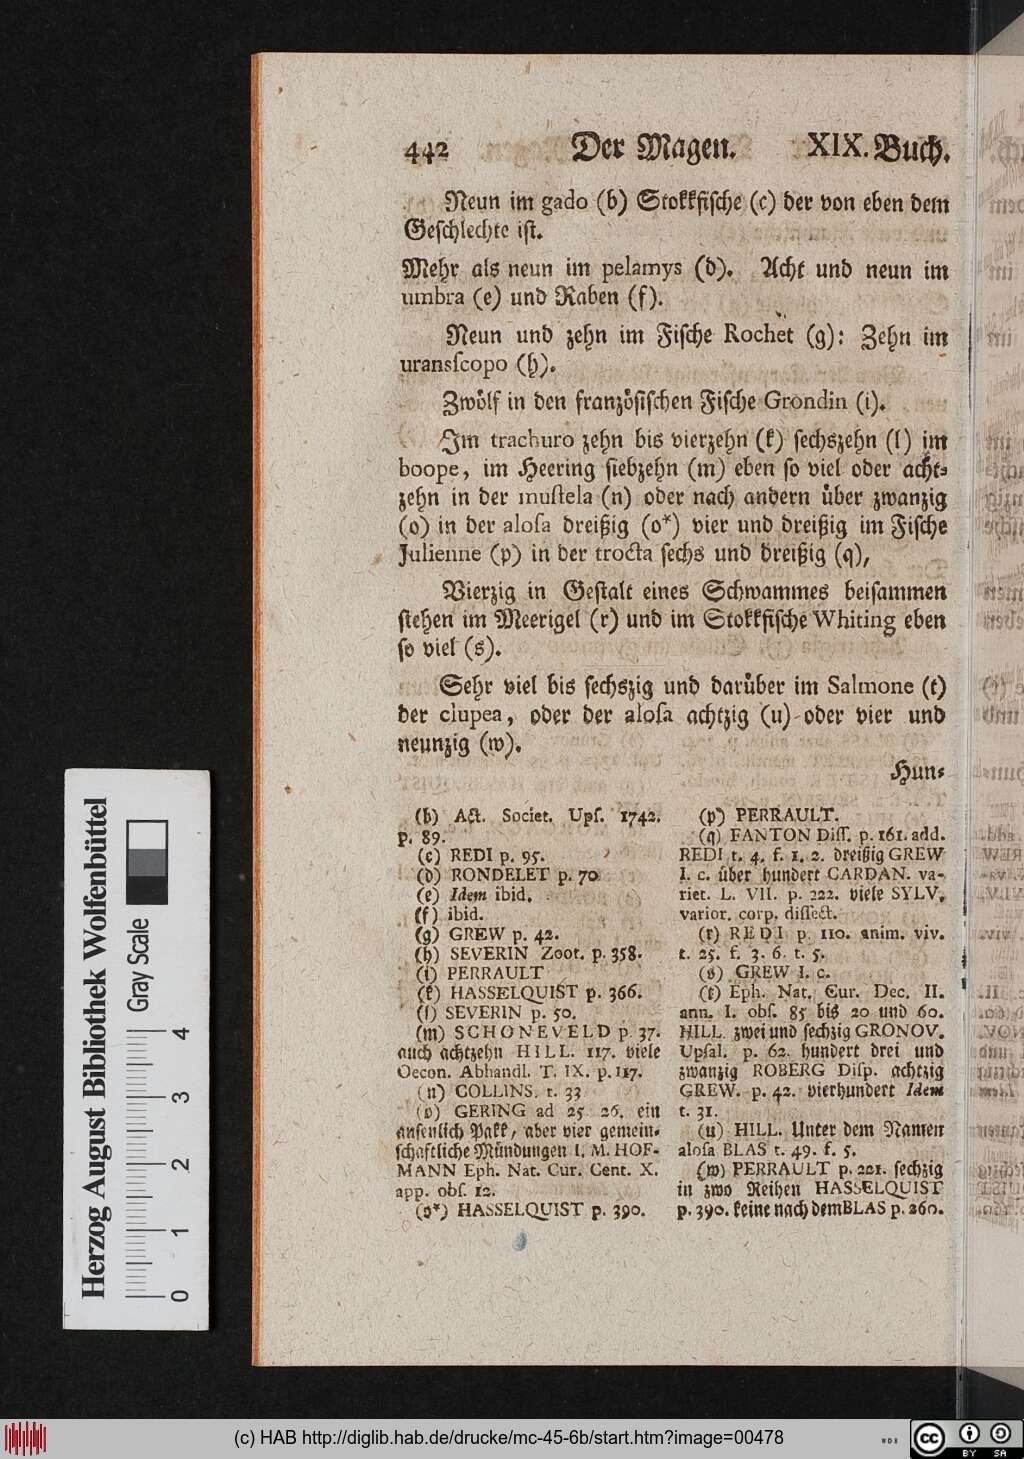 442 Der Magen. XIX. Buch.
Neun im gado (b) Stokkfische (c) der von eben dem
Geschlechte ist.
Mehr als neun im pelamys (d). Acht und neun im
umbra (e) und Raben (f).
Neun und zehn im Fische Rochet (g): Zehn im
uransſcopo (h).
Zwölf in den französischen Fische Grondin (i).
Im trachuro zehn bis vierzehn (k) sechszehn (l) im
boope, im Heering siebzehn (m) eben so viel oder acht-
zehn in der muſtela (n) oder nach andern über zwanzig
(o) in der aloſa dreißig (o*) vier und dreißig im Fische
Julienne (p) in der trocta sechs und dreißig (q),
Vierzig in Gestalt eines Schwammes beisammen
stehen im Meerigel (r) und im Stokkfische Whiting eben
so viel (s).
Sehr viel bis sechszig und darüber im Salmone (t)
der clupea, oder der aloſa achtzig (u) oder vier und
neunzig (w).
Hun-
(b) Act. Societ. Upſ. 1742.
p. 89.
(c) REDI p. 95.
(d) RONDELET p. 70
(e) Idem ibid.
(f) ibid.
(g) GREW p. 42.
(h) SEVERIN Zoot. p. 358.
(i) PERRAULT
(k) HASSELQUIST p. 366.
(l) SEVERIN p. 50.
(m) SCHONEVELD p. 37.
auch achtzehn HILL. 117. viele
Oecon. Abhandl. T. IX. p. 117.
(n) COLLINS. t. 33
(o) GERING ad 25. 26. ein
ansenlich Pakk, aber vier gemein-
schaftliche Mündungen I. M. HOF-
MANN Eph. Nat. Cur. Cent. X.
app. obſ. 12.
(o*) HASSELQUIST p. 390.
(p) PERRAULT.
(q) FANTON Diſſ. p. 161. add.
REDI t. 4. f. 1. 2. dreißig GREW
I. c. über hundert CARDAN. va-
riet. L. VII. p. 222. viele SYLV.
varior. corp. diſſect.
(r) REDI p. 110. anim. viv.
t. 25. f. 3. 6. t. 5.
(s) GREW I. c.
(t) Eph. Nat. Cur. Dec. II.
ann. I. obſ. 85 bis 20 und 60.
HILL. zwei und sechzig GRONOV.
Upſal. p. 62. hundert drei und
zwanzig ROBERG Diſp. achtzig
GREW. p. 42. vierhundert Idem
t. 31.
(u) HILL. Unter dem Namen
aloſa BLAS t. 49. f. 5.
(w) PERRAULT p. 221. sechzig
in zwo Reihen HASSELQUIST
p. 390. keine nach dem BLAS p. 260.
Herzog August Bibliothek Wolfenbüttel
Gray Scale
0 1 2 3 4
(c) HAB http://diglib.hab.de/drucke/mc-45-6b/start.htm?image=00478
WDB
cc BY SA